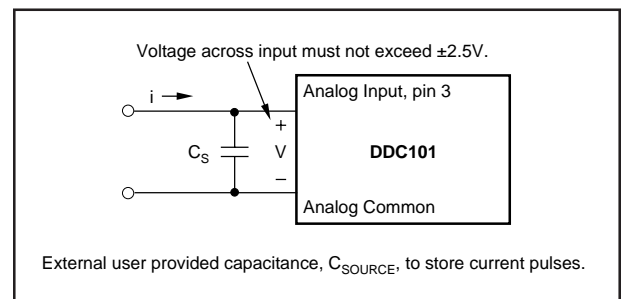 Voltage across input must not exceed ±2.5V.
i
Analog Input, pin 3
+
C_S
V
DDC101
–
Analog Common
External user provided capacitance, C_SOURCE, to store current pulses.